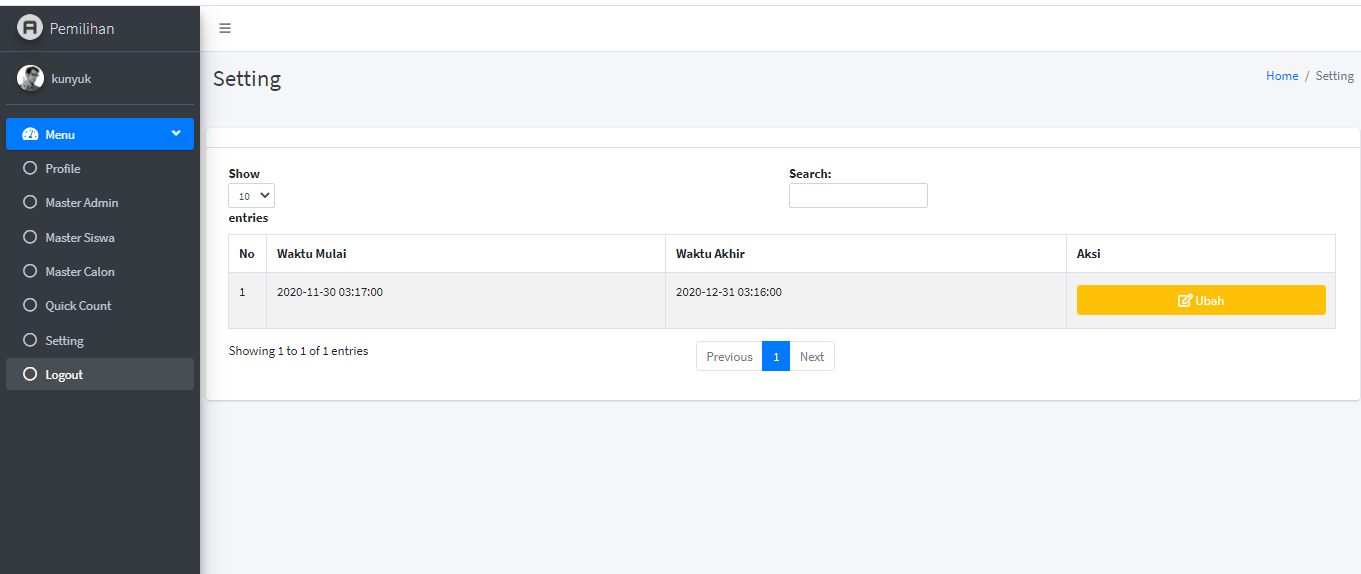 Pemilihan
kunyuk
Menu
Profile
Master Admin
Master Siswa
Master Calon
Quick Count
Setting
Logout
Setting
Home / Setting
Show
10
entries
Search:
No Waktu Mulai Waktu Akhir Aksi
1 2020-11-30 03:17:00 2020-12-31 03:16:00 Ubah
Showing 1 to 1 of 1 entries
Previous 1 Next